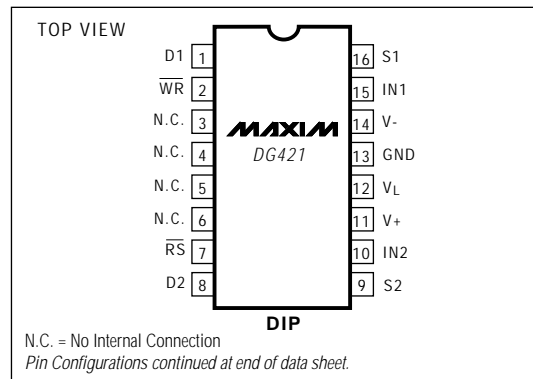 TOP VIEW
D1 1 16 S1
W̅R̅ 2 15 IN1
N.C. 3 14 V-
N.C. 4 13 GND
N.C. 5 12 VL
N.C. 6 11 V+
R̅S̅ 7 10 IN2
D2 8 9 S2
MAXIM
DG421
DIP
N.C. = No Internal Connection
Pin Configurations continued at end of data sheet.